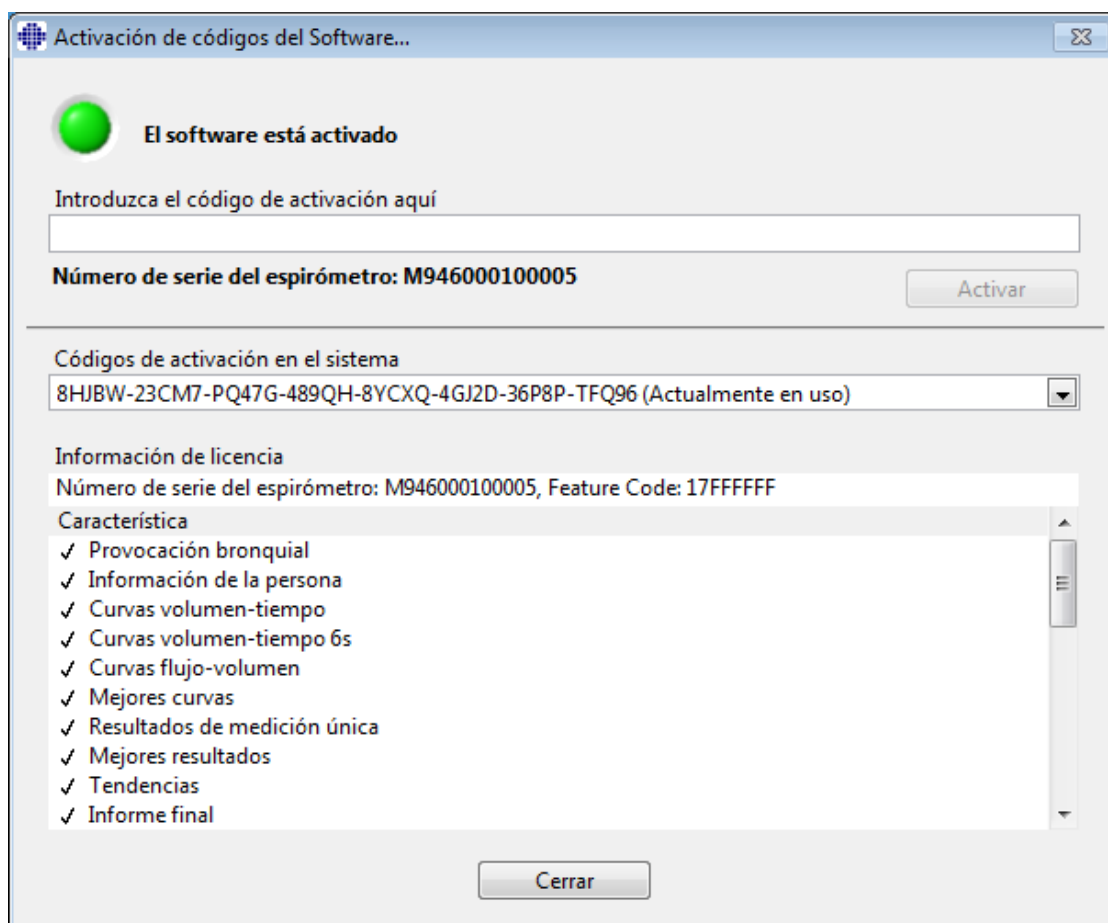 Activación de códigos del Software...
El software está activado
Introduzca el código de activación aquí
Número de serie del espirómetro: M946000100005
Activar
Códigos de activación en el sistema
8HJBW-23CM7-PQ47G-489QH-8YCXQ-4GJ2D-36P8P-TFQ96 (Actualmente en uso)
Información de licencia
Número de serie del espirómetro: M946000100005, Feature Code: 17FFFFFF
Característica
✓ Provocación bronquial
✓ Información de la persona
✓ Curvas volumen-tiempo
✓ Curvas volumen-tiempo 6s
✓ Curvas flujo-volumen
✓ Mejores curvas
✓ Resultados de medición única
✓ Mejores resultados
✓ Tendencias
✓ Informe final
Cerrar